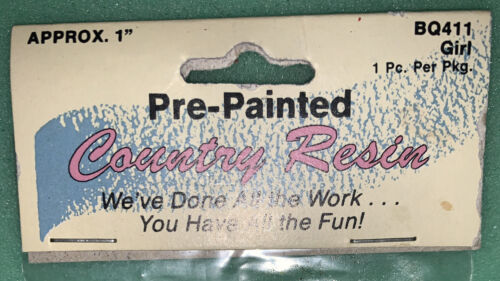 APPROX. 1"
BQ411
Girl
1 Pc. Per Pkg.
Pre-Painted
Country Resin
We've Done All the Work . . .
You Have All the Fun!